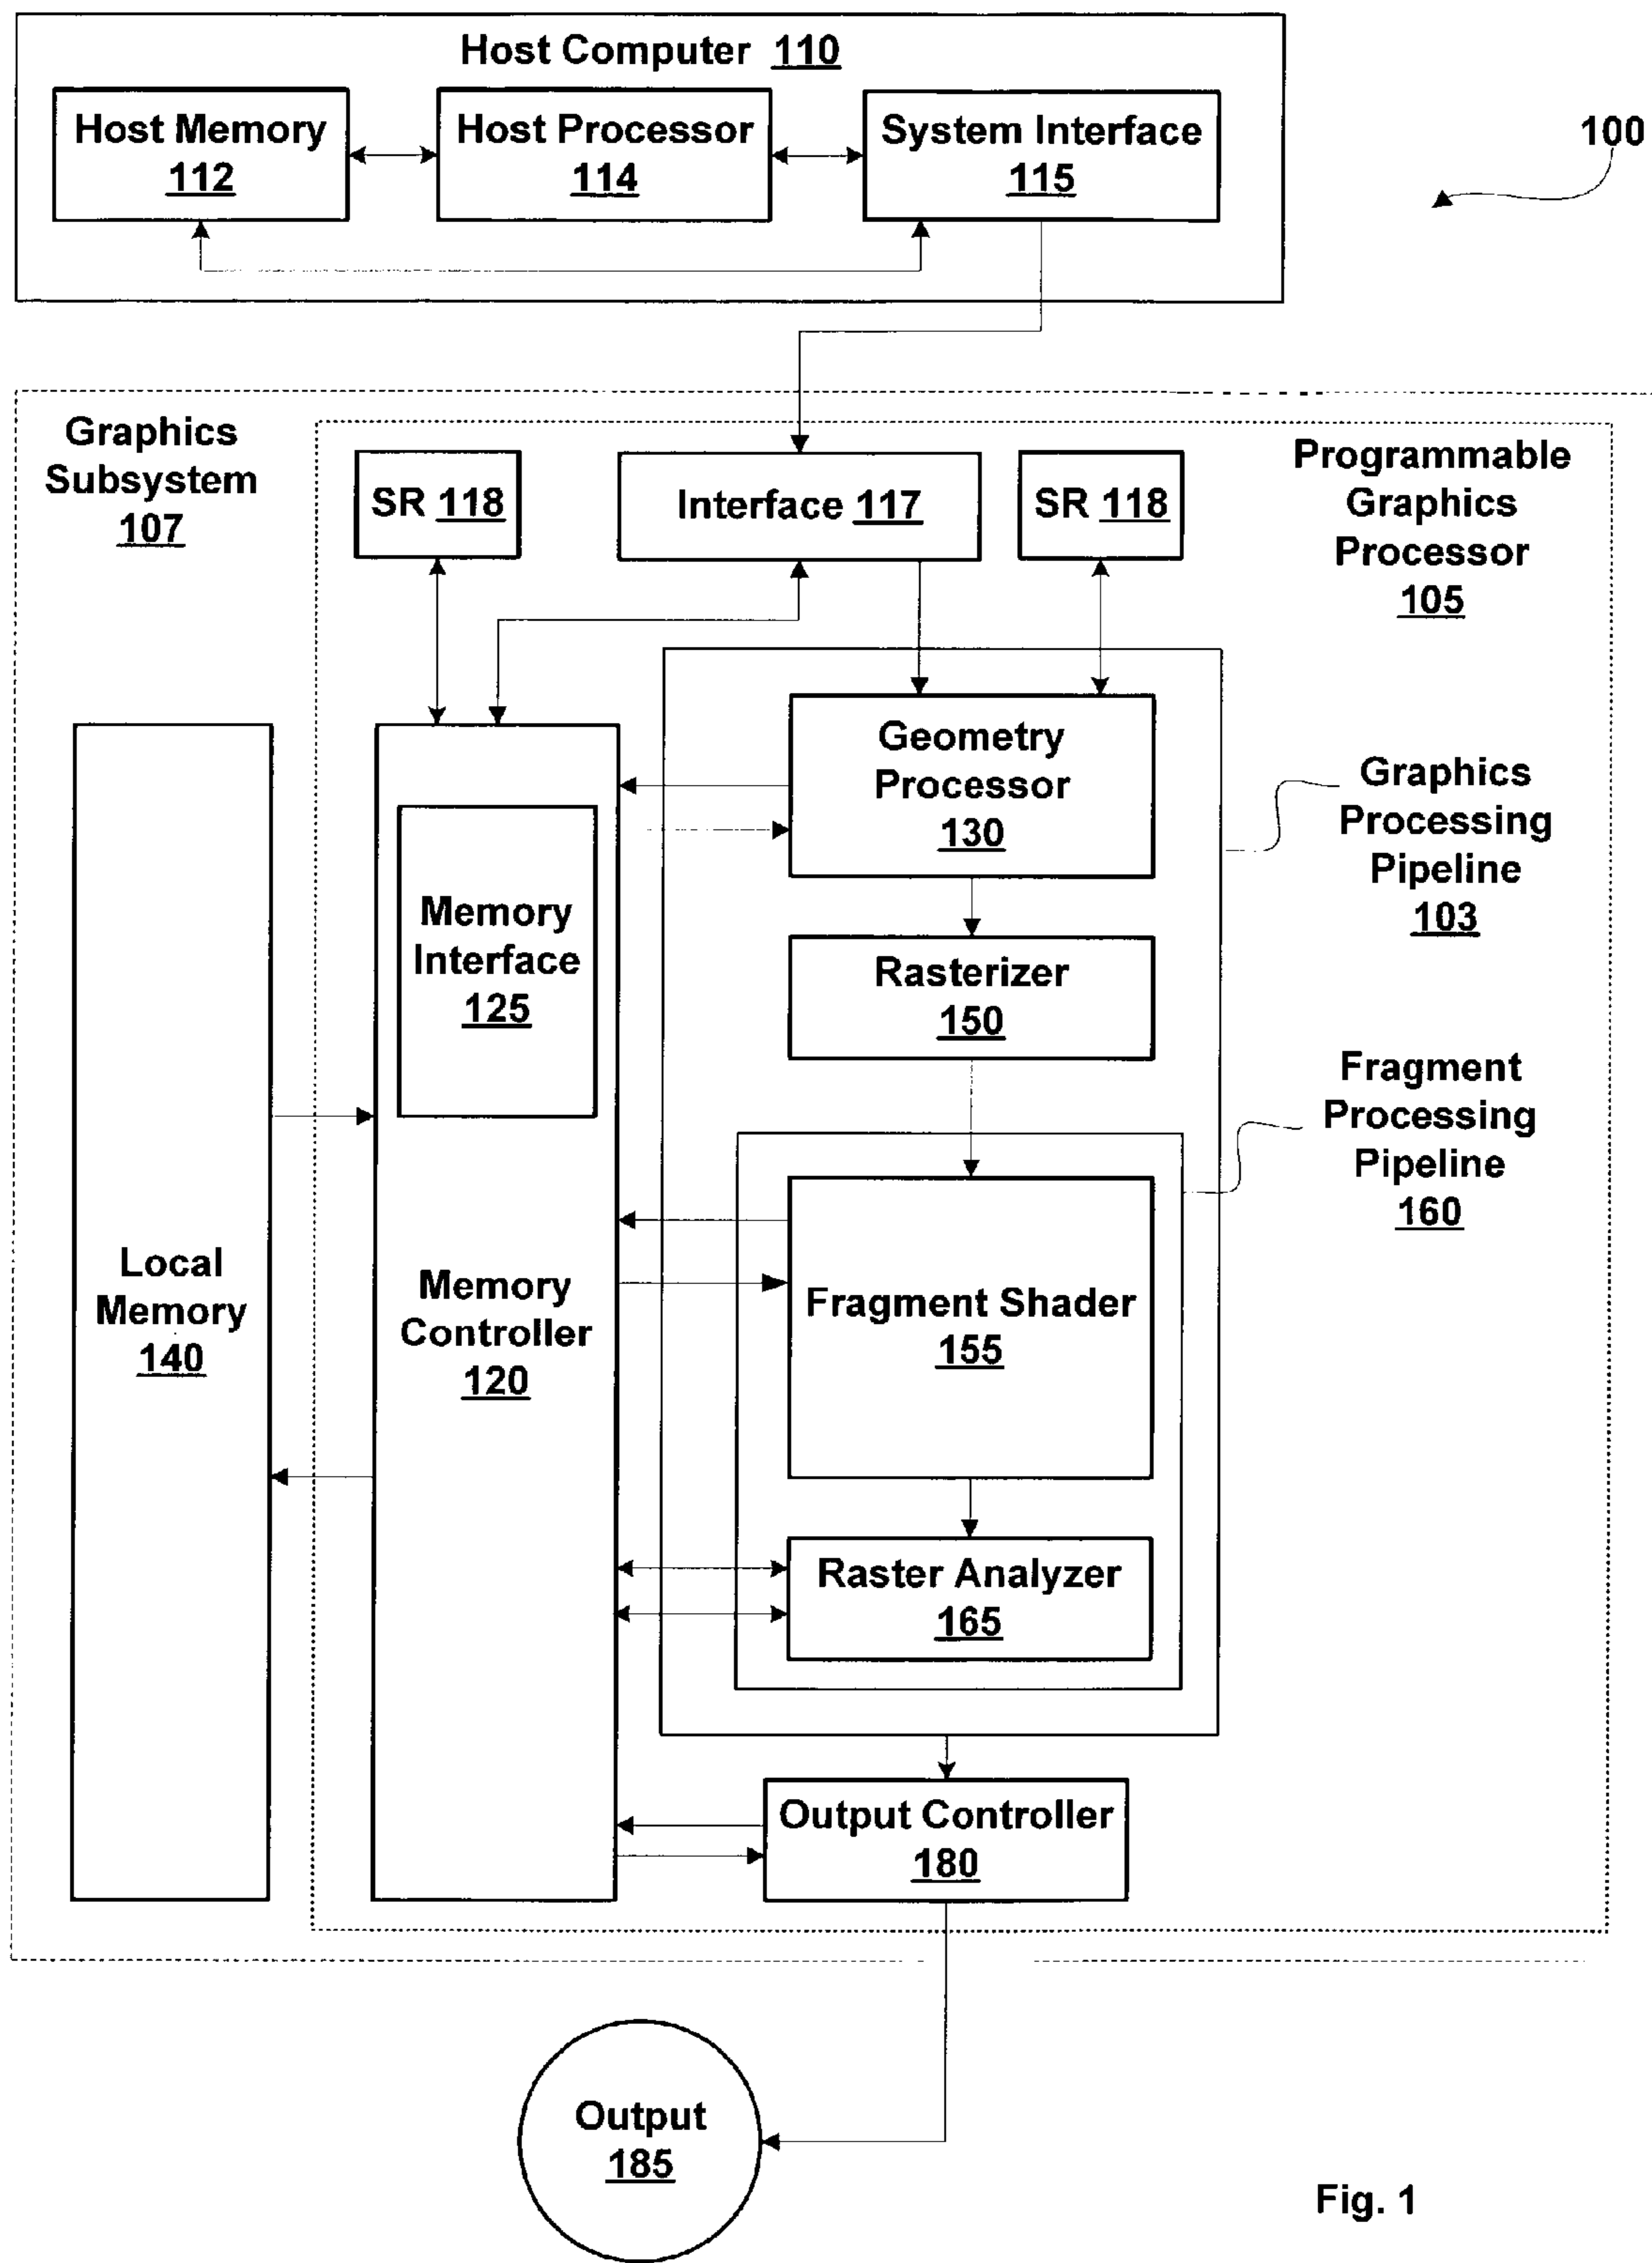 Host Computer 110
Host Memory
112
Host Processor
114
System Interface
115
100
Graphics
Subsystem
107
SR 118
Interface 117
SR 118
Programmable
Graphics
Processor
105
Geometry
Processor
130
Graphics
Processing
Pipeline
103
Memory
Interface
125
Rasterizer
150
Fragment
Processing
Pipeline
160
Local
Memory
140
Memory
Controller
120
Fragment Shader
155
Raster Analyzer
165
Output Controller
180
Output
185
Fig. 1